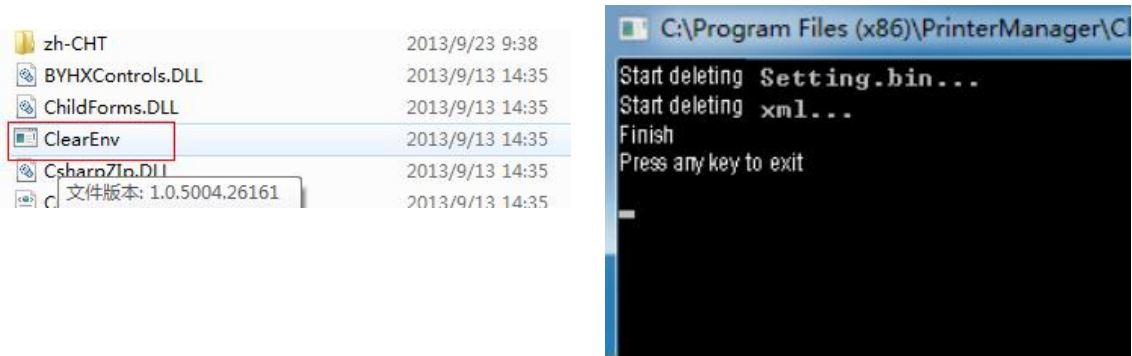 zh-CHT 2013/9/23 9:38
BYHXControls.DLL 2013/9/13 14:35
ChildForms.DLL 2013/9/13 14:35
ClearEnv 2013/9/13 14:35
CsharpZIp.DLL 2013/9/13 14:35
文件版本: 1.0.5004.26161
C 2013/9/13 14:35
C:\Program Files (x86)\PrinterManager\Cl
Start deleting Setting.bin...
Start deleting xml...
Finish
Press any key to exit